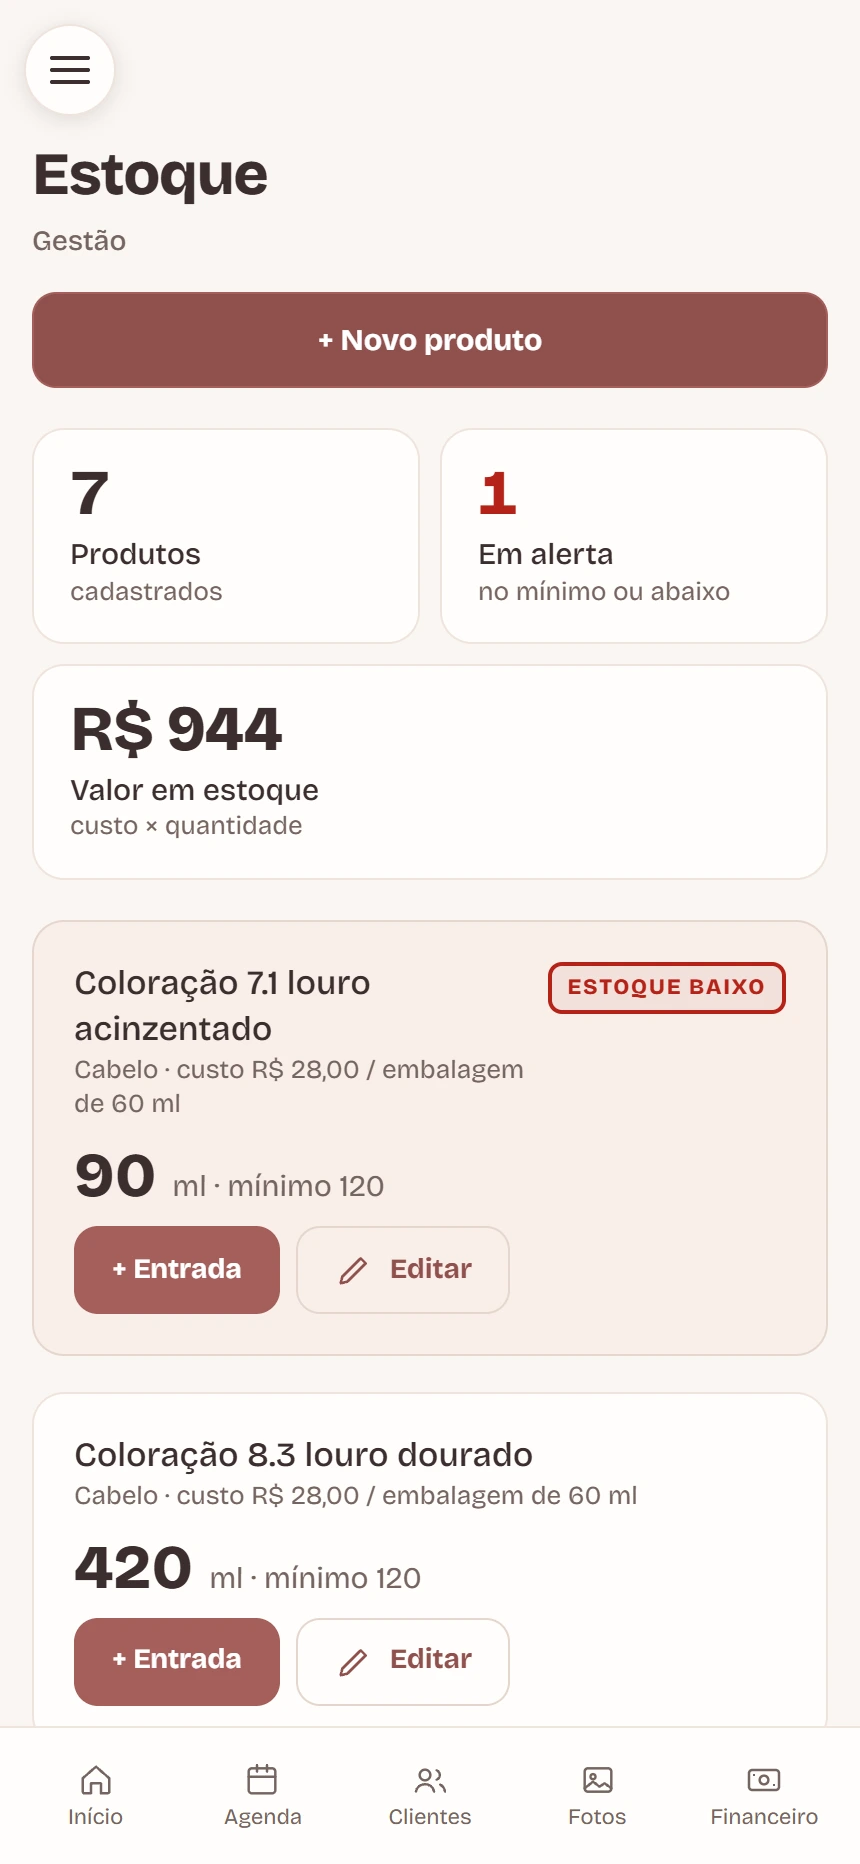 Estoque
Gestão
+ Novo produto
7
Produtos
cadastrados
1
Em alerta
no mínimo ou abaixo
R$ 944
Valor em estoque
custo × quantidade
Coloração 7.1 louro
acinzentado
ESTOQUE BAIXO
Cabelo · custo R$ 28,00 / embalagem
de 60 ml
90 ml · mínimo 120
+ Entrada
Editar
Coloração 8.3 louro dourado
Cabelo · custo R$ 28,00 / embalagem de 60 ml
420 ml · mínimo 120
+ Entrada
Editar
Início
Agenda
Clientes
Fotos
Financeiro